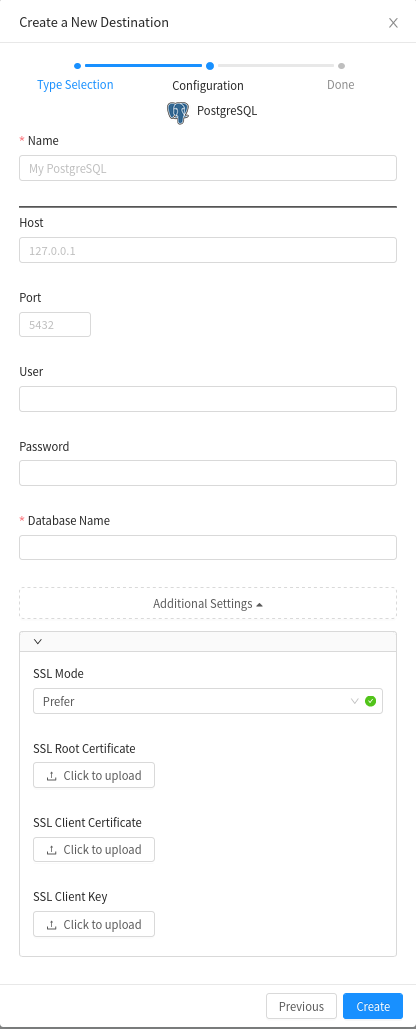 Create a New Destination
Type Selection
Configuration
Done
PostgreSQL
* Name
My PostgreSQL
Host
127.0.0.1
Port
5432
User
Password
* Database Name
Additional Settings
SSL Mode
Prefer
SSL Root Certificate
Click to upload
SSL Client Certificate
Click to upload
SSL Client Key
Click to upload
Previous
Create